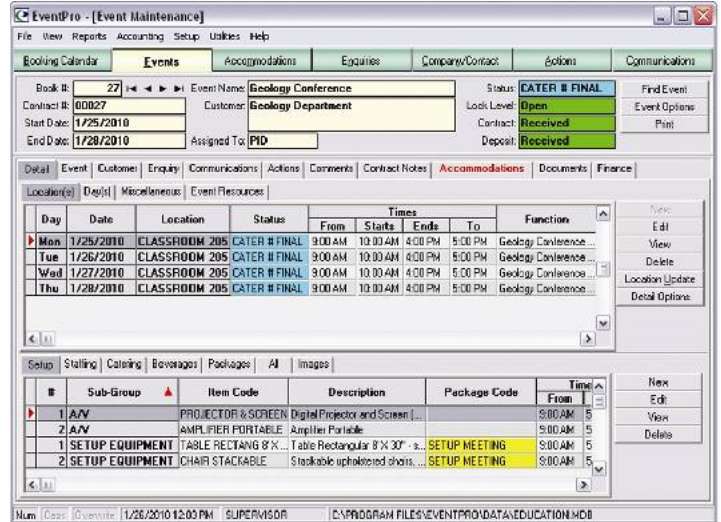 EventPro - [Event Maintenance]
File View Reports Accounting Setup Utilities Help
Booking Calendar Events Accommodations Enquiries Company/Contact Actions Communications
Book #: 27 Event Name: Geology Conference Status: CATER # FINAL Find Event
Contract #: 00027 Customer: Geology Department Lock Level: Open Event Options
Start Date: 1/25/2010 Contract: Received Print
End Date: 1/28/2010 Assigned To: PID Deposit: Received
Detail Event Customer Enquiry Communications Actions Comments Contract Notes Accommodations Documents Finance
Location(s) Day(s) Miscellaneous Event Resources
Day Date Location Status Times Function New
From Starts Ends To Edit
Mon 1/25/2010 CLASSROOM 205 CATER # FINAL 9:00 AM 10:00 AM 4:00 PM 5:00 PM Geology Conference ... View
Tue 1/26/2010 CLASSROOM 205 CATER # FINAL 9:00 AM 10:00 AM 4:00 PM 5:00 PM Geology Conference ... Delete
Wed 1/27/2010 CLASSROOM 205 CATER # FINAL 9:00 AM 10:00 AM 4:00 PM 5:00 PM Geology Conference ... Location Update
Thu 1/28/2010 CLASSROOM 205 CATER # FINAL 9:00 AM 10:00 AM 4:00 PM 5:00 PM Geology Conference ... Detail Options
Setup Staffing Catering Beverages Packages All Images
# Sub-Group Item Code Description Package Code Time New
From Edit
1 A/V PROJECTOR & SCREEN Digital Projector and Screen (... 9:00 AM 5 View
2 A/V AMPLIFIER PORTABLE Amplifier Portable 9:00 AM 5 Delete
1 SETUP EQUIPMENT TABLE RECTANG 8' X ... Table Rectangular 8' X 30" - s... SETUP MEETING 9:00 AM 5
2 SETUP EQUIPMENT CHAIR STACKABLE Stackable upholstered chairs, ... SETUP MEETING 9:00 AM 5
Num Caps Overwrite 1/26/2010 12:03 PM SUPERVISOR C:\PROGRAM FILES\EVENTPRO\DATA\EDUCATION.MDB